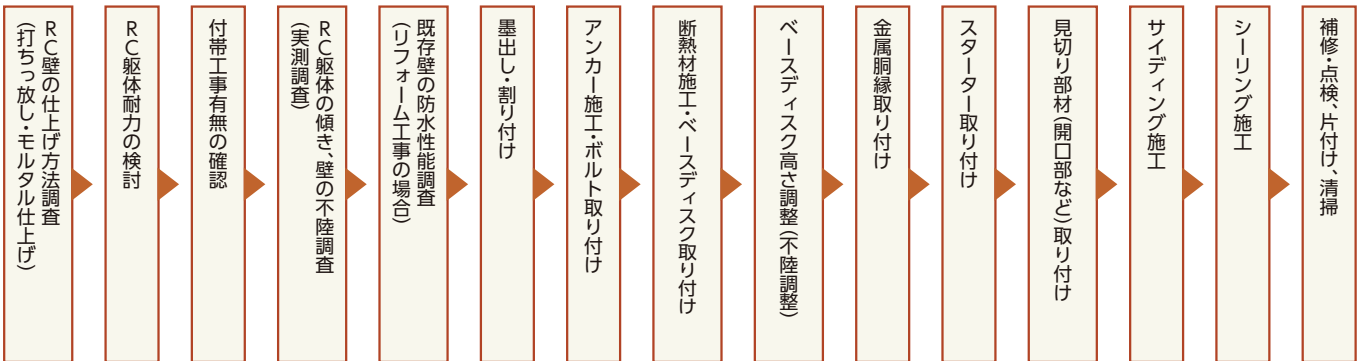 RC壁の仕上げ方法調査
(打ちっ放し・モルタル仕上げ)
RC躯体耐力の検討
付帯工事有無の確認
RC躯体の傾き、壁の不陸調査
(実測調査)
既存壁の防水性能調査
(リフォーム工事の場合)
墨出し・割り付け
アンカー施工・ボルト取り付け
断熱材施工・ベースディスク取り付け
ベースディスク高さ調整(不陸調整)
金属胴縁取り付け
スターター取り付け
見切り部材(開口部など)取り付け
サイディング施工
シーリング施工
補修・点検、片付け、清掃